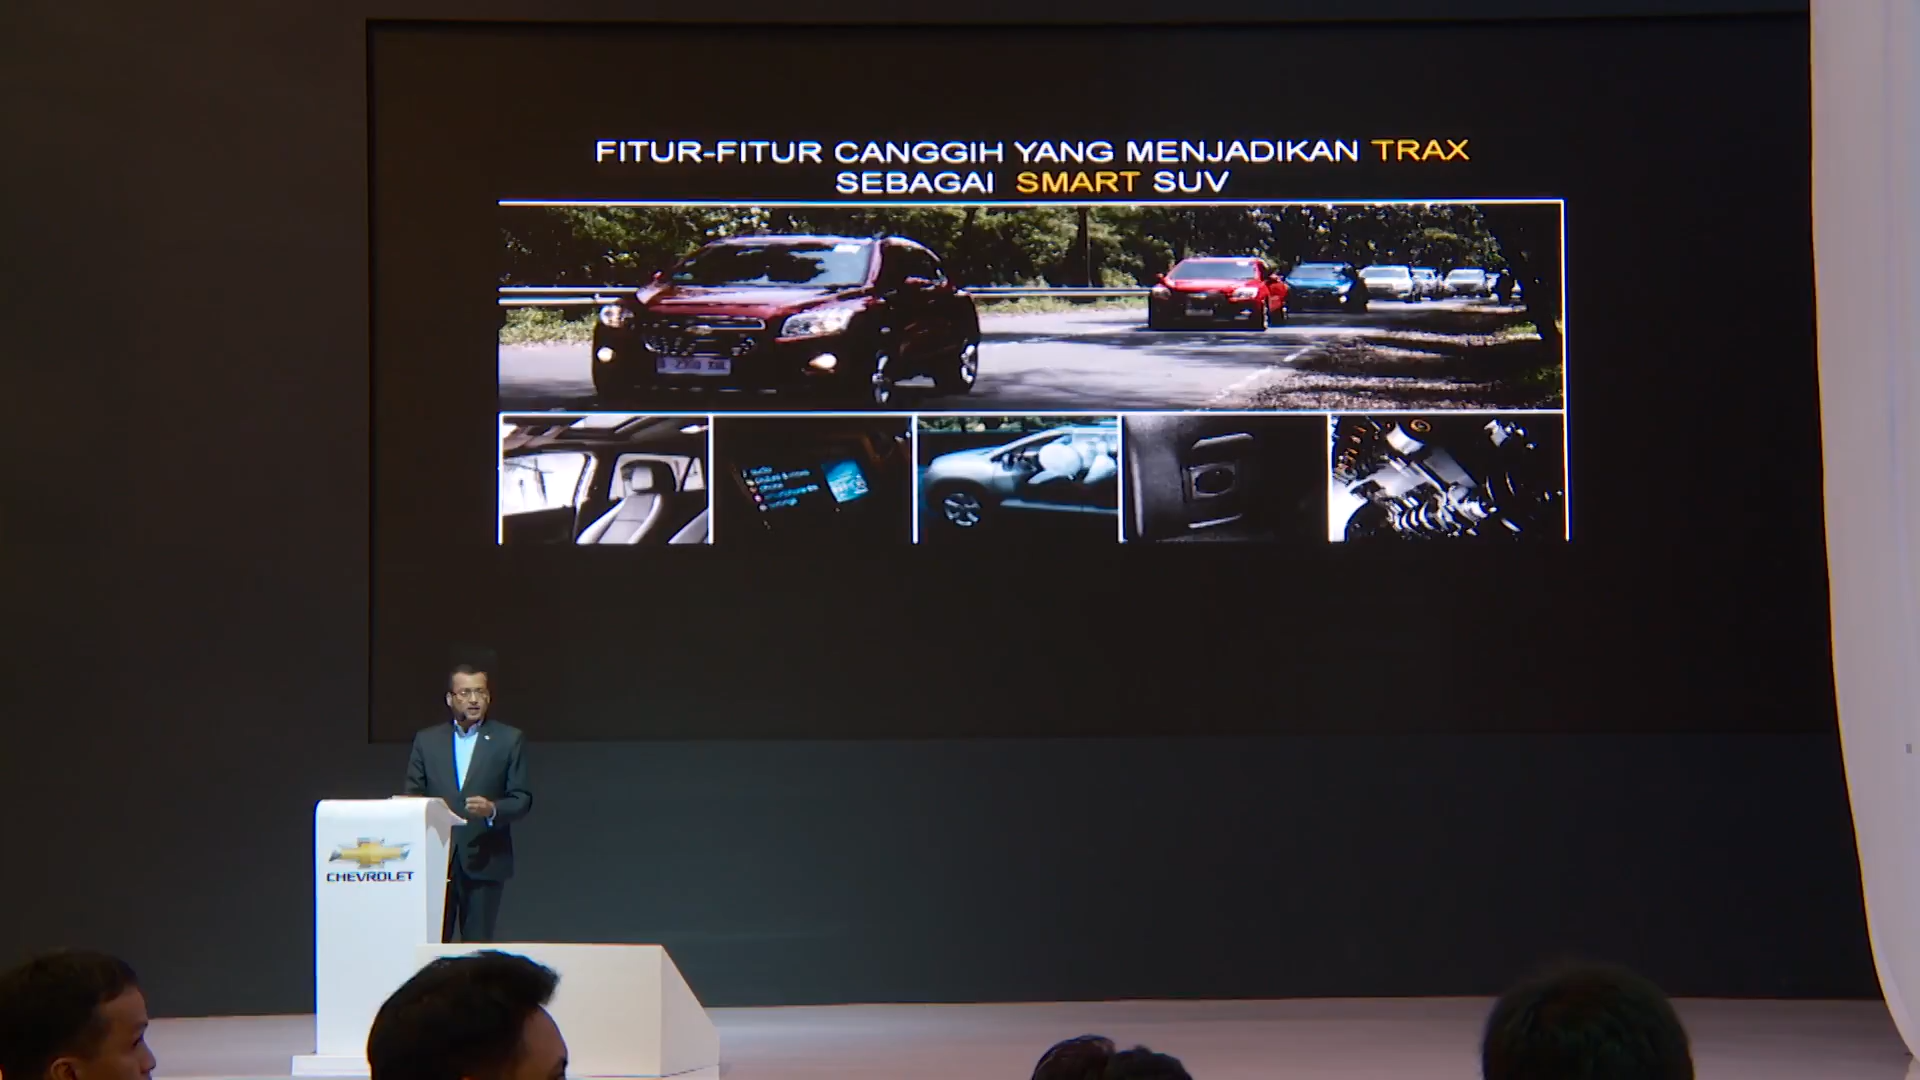 FITUR-FITUR CANGGIH YANG MENJADIKAN TRAX
SEBAGAI SMART SUV
CHEVROLET